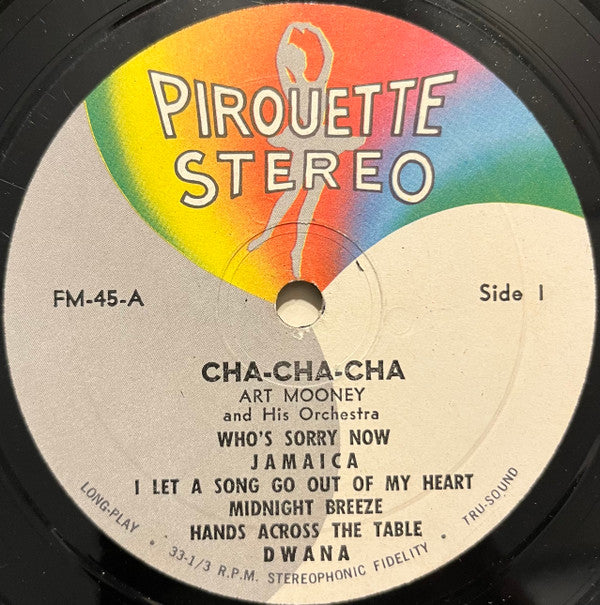 PIROUETTE
STEREO
FM-45-A
Side 1
CHA-CHA-CHA
ART MOONEY
and His Orchestra
WHO'S SORRY NOW
JAMAICA
I LET A SONG GO OUT OF MY HEART
MIDNIGHT BREEZE
HANDS ACROSS THE TABLE
DWANA
LONG-PLAY • 33-1/3 R.P.M. STEREOPHONIC FIDELITY • TRU-SOUND